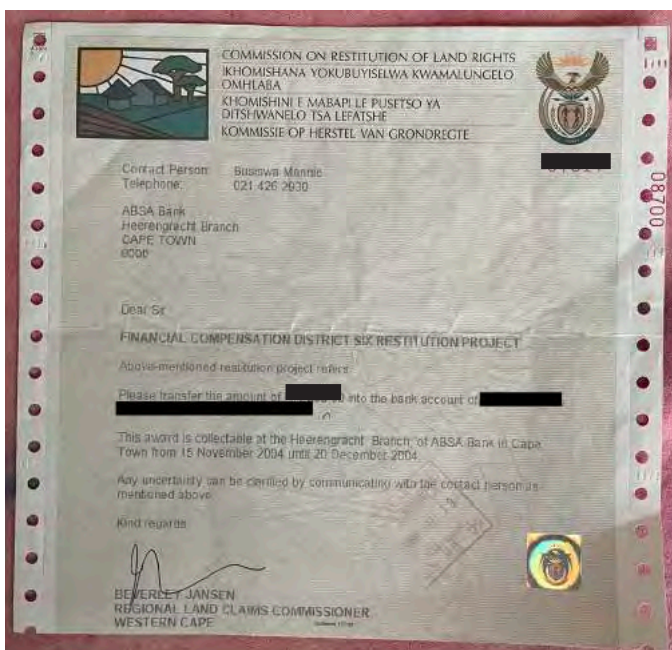 COMMISSION ON RESTITUTION OF LAND RIGHTS
IKHOMISHANA YOKUBUYISELWA KWAMALUNGELO
OMHLABA
KHOMISHINI E MABAPI LE PUSETSO YA
DITSHWANELO TSA LEFATSHE
KOMMISSIE OP HERSTEL VAN GRONDREGTE
08700
Contact Person: Busiswa
Telephone: 021 426 2930
ABSA Bank
Heerengracht Branch
CAPE TOWN
Dear Sir
FINANCIAL COMPENSATION DISTRICT SIX RESTITUTION PROJECT
Above-mentioned restitution project refers
Please transfer the amount of into the bank account of
This award is collectable at the Heerengracht Branch, of ABSA Bank in Cape
Town from 15 November 2004 until 20 December 2004
Any uncertainty can be clarified by communicating with the contact person as
mentioned above
Kind regards
BEVERLEY JANSEN
REGIONAL LAND CLAIMS COMMISSIONER
WESTERN CAPE